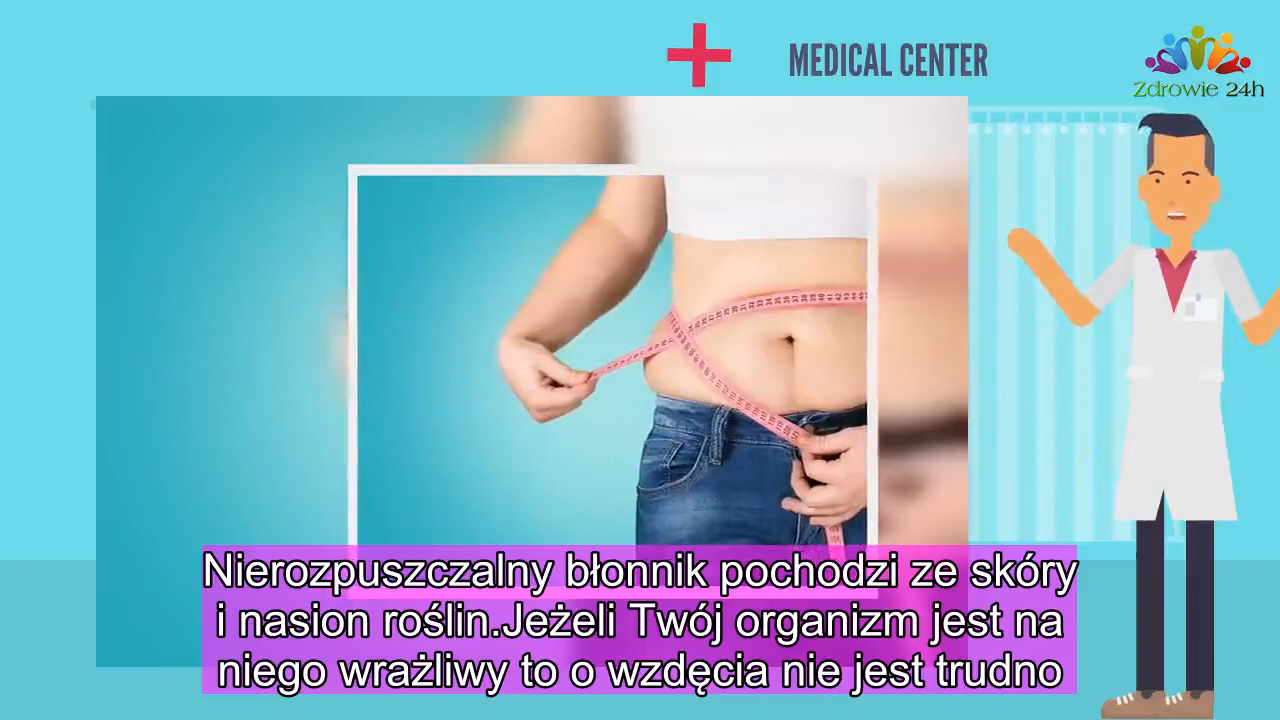 MEDICAL CENTER
Zdrowie 24h
Nierozpuszczalny błonnik pochodzi ze skóry
i nasion roślin.Jeżeli Twój organizm jest na
niego wrażliwy to o wzdęcia nie jest trudno